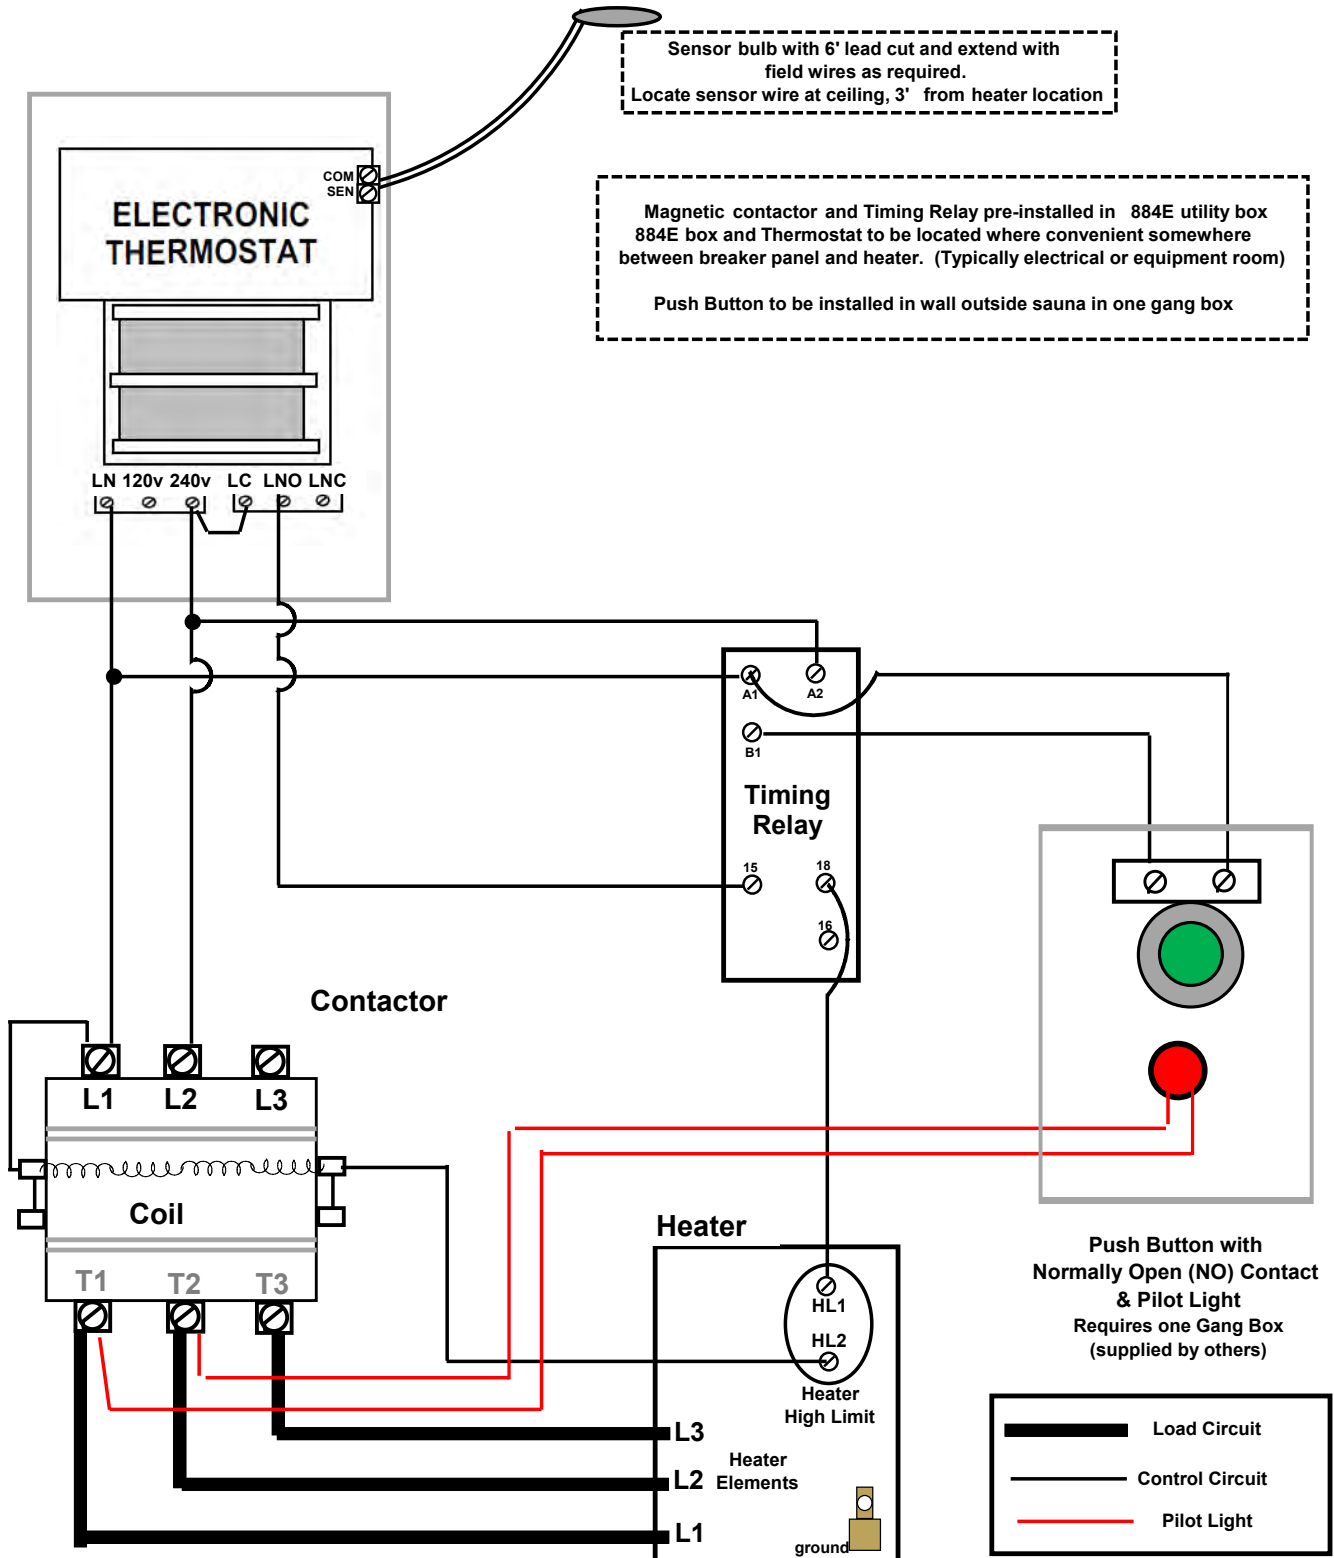 Sensor bulb with 6' lead cut and extend with
field wires as required.
Locate sensor wire at ceiling, 3' from heater location
COM
SEN
ELECTRONIC
THERMOSTAT
Magnetic contactor and Timing Relay pre-installed in 884E utility box
884E box and Thermostat to be located where convenient somewhere
between breaker panel and heater. (Typically electrical or equipment room)
Push Button to be installed in wall outside sauna in one gang box
LN 120v 240v LC LNO LNC
A1 A2
B1
Timing
Relay
15 18
16
Contactor
L1 L2 L3
Coil
T1 T2 T3
Heater
HL1
HL2
Heater
High Limit
L3
Heater
Elements
L2
L1
ground
Push Button with
Normally Open (NO) Contact
& Pilot Light
Requires one Gang Box
(supplied by others)
Load Circuit
Control Circuit
Pilot Light